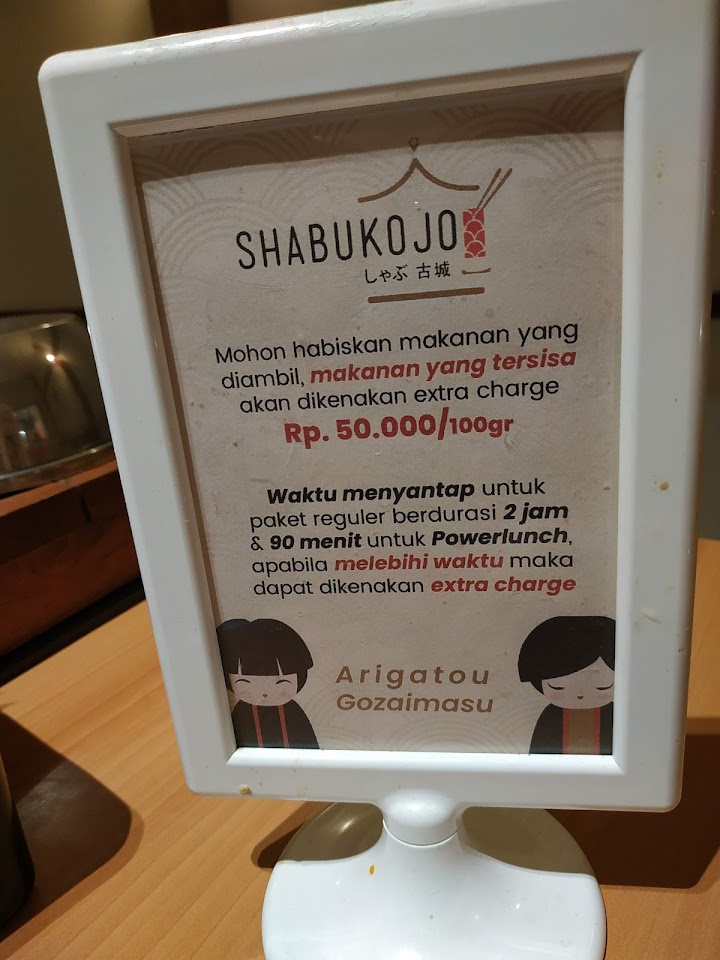 SHABUKOJO
しゃぶ 古城
Mohon habiskan makanan yang
diambil, makanan yang tersisa
akan dikenakan extra charge
Rp. 50.000/100gr
Waktu menyantap untuk
paket reguler berdurasi 2 jam
& 90 menit untuk Powerlunch,
apabila melebihi waktu maka
dapat dikenakan extra charge
Arigatou
Gozaimasu